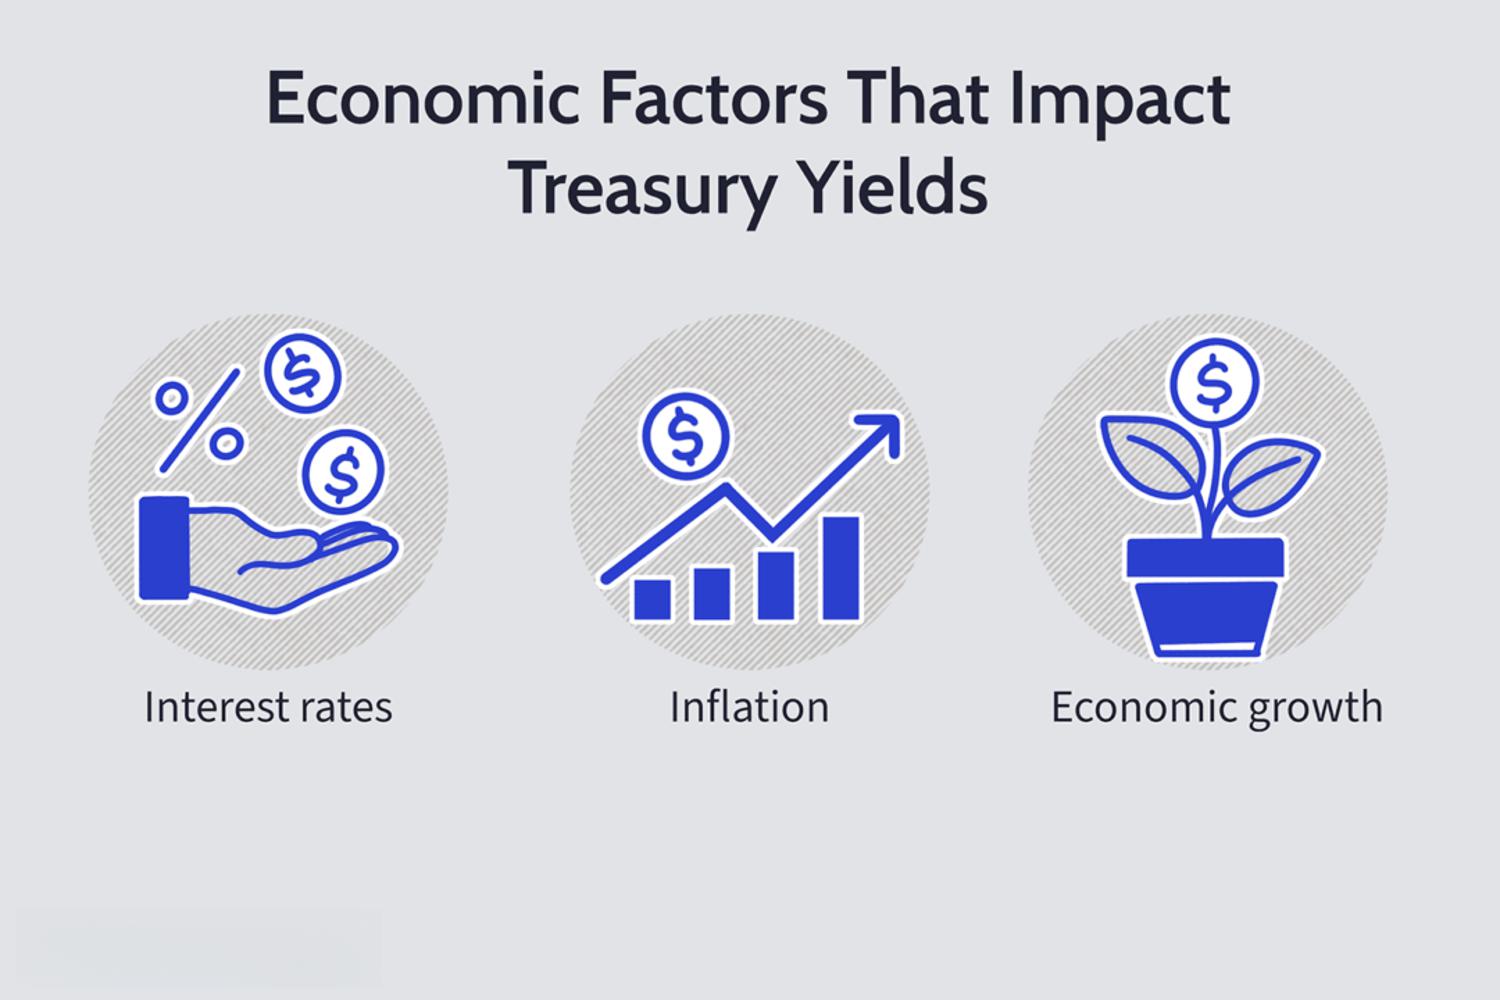 Economic Factors That Impact
Treasury Yields
Interest rates
Inflation
Economic growth